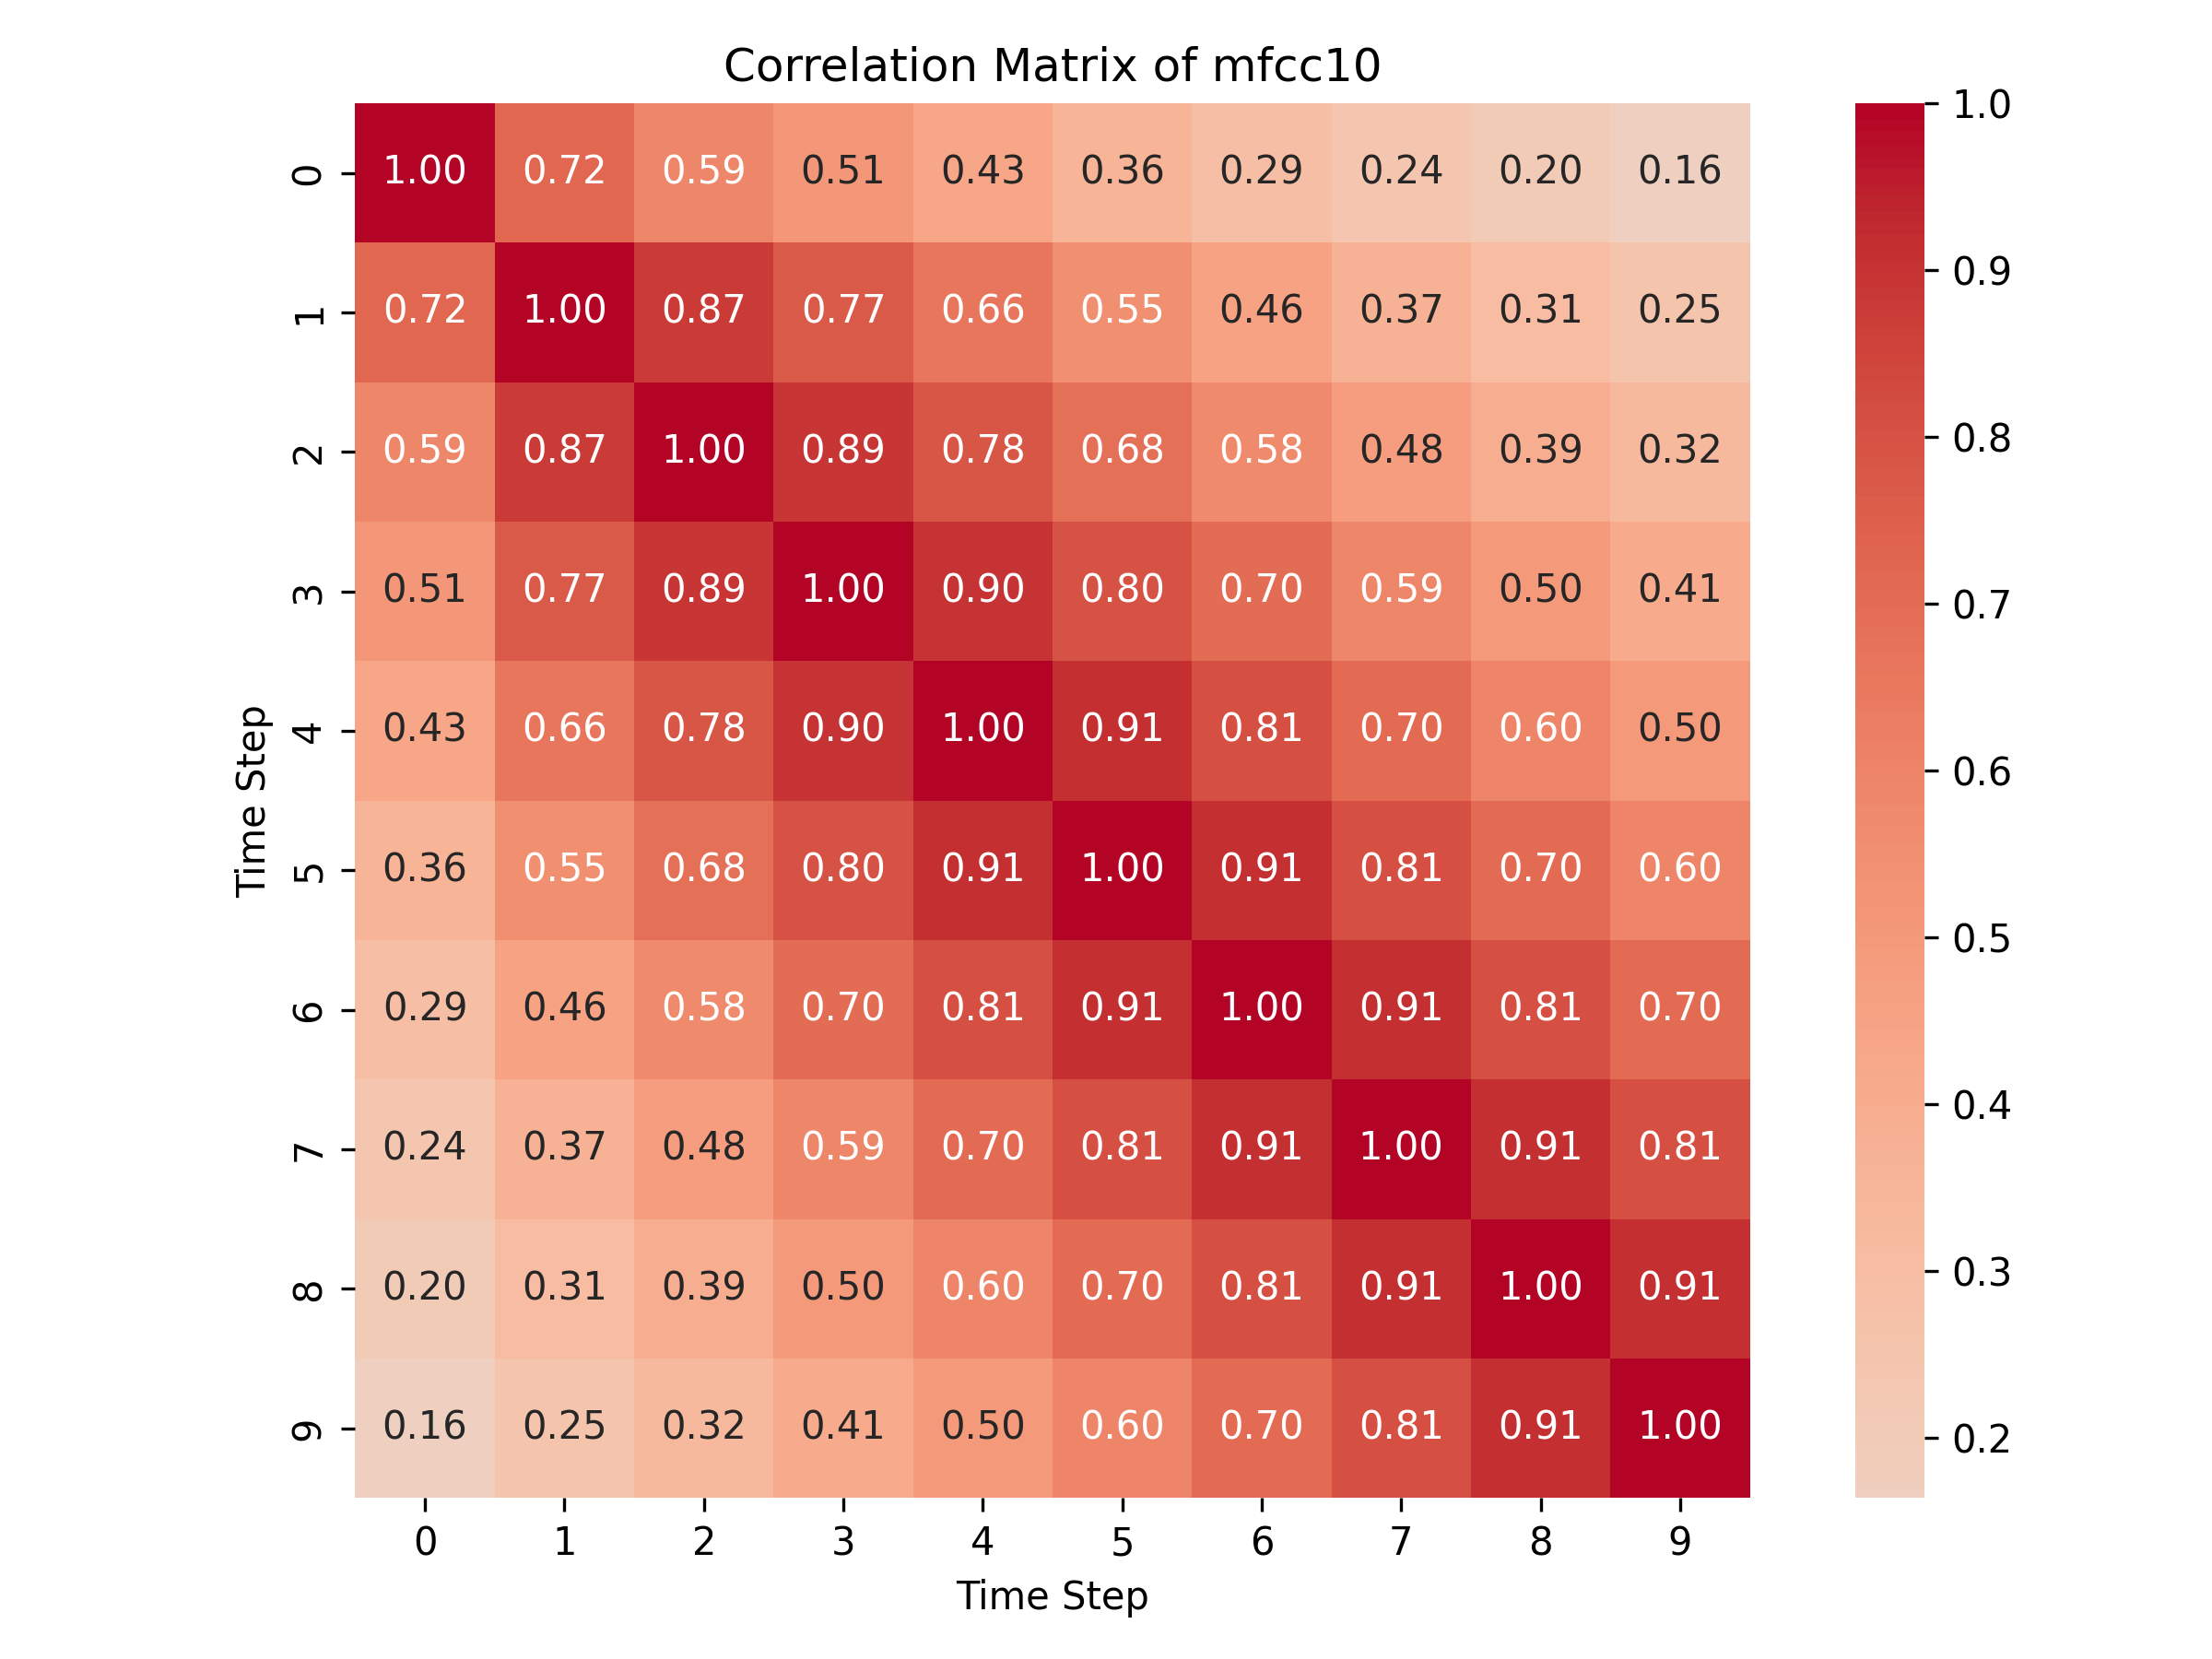 Correlation Matrix of mfcc10
0 1.00 0.72 0.59 0.51 0.43 0.36 0.29 0.24 0.20 0.16
1 0.72 1.00 0.87 0.77 0.66 0.55 0.46 0.37 0.31 0.25
2 0.59 0.87 1.00 0.89 0.78 0.68 0.58 0.48 0.39 0.32
3 0.51 0.77 0.89 1.00 0.90 0.80 0.70 0.59 0.50 0.41
4 0.43 0.66 0.78 0.90 1.00 0.91 0.81 0.70 0.60 0.50
5 0.36 0.55 0.68 0.80 0.91 1.00 0.91 0.81 0.70 0.60
6 0.29 0.46 0.58 0.70 0.81 0.91 1.00 0.91 0.81 0.70
7 0.24 0.37 0.48 0.59 0.70 0.81 0.91 1.00 0.91 0.81
8 0.20 0.31 0.39 0.50 0.60 0.70 0.81 0.91 1.00 0.91
9 0.16 0.25 0.32 0.41 0.50 0.60 0.70 0.81 0.91 1.00
0 1 2 3 4 5 6 7 8 9
Time Step
Time Step
1.0
0.9
0.8
0.7
0.6
0.5
0.4
0.3
0.2